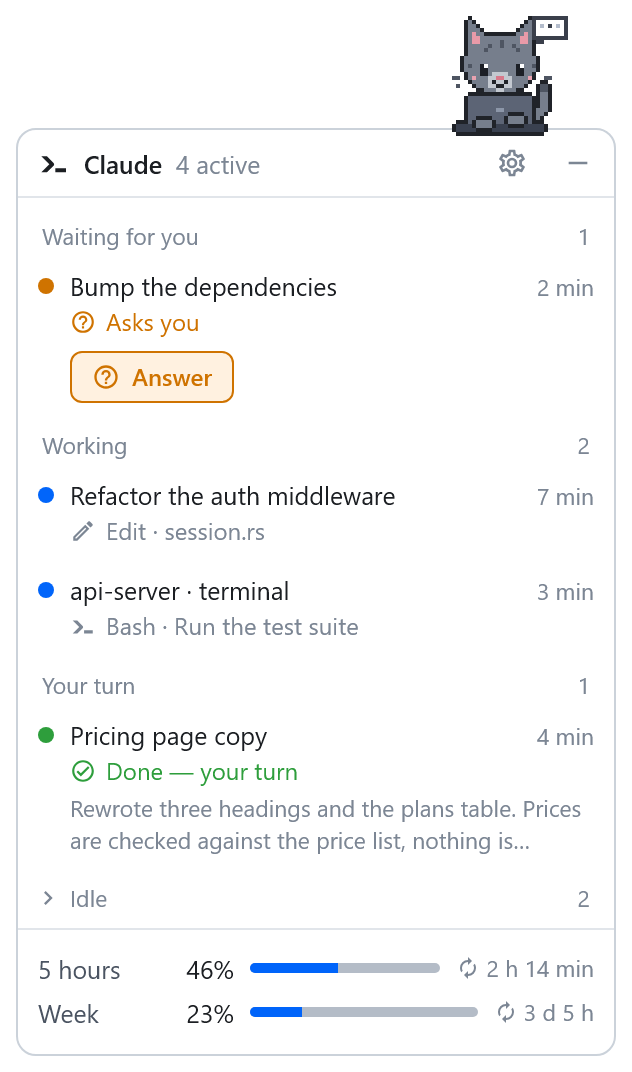 Claude 4 active
Waiting for you 1
Bump the dependencies 2 min
Asks you
Answer
Working 2
Refactor the auth middleware 7 min
Edit · session.rs
api-server · terminal 3 min
Bash · Run the test suite
Your turn 1
Pricing page copy 4 min
Done — your turn
Rewrote three headings and the plans table. Prices
are checked against the price list, nothing is...
Idle 2
5 hours 46% 2 h 14 min
Week 23% 3 d 5 h